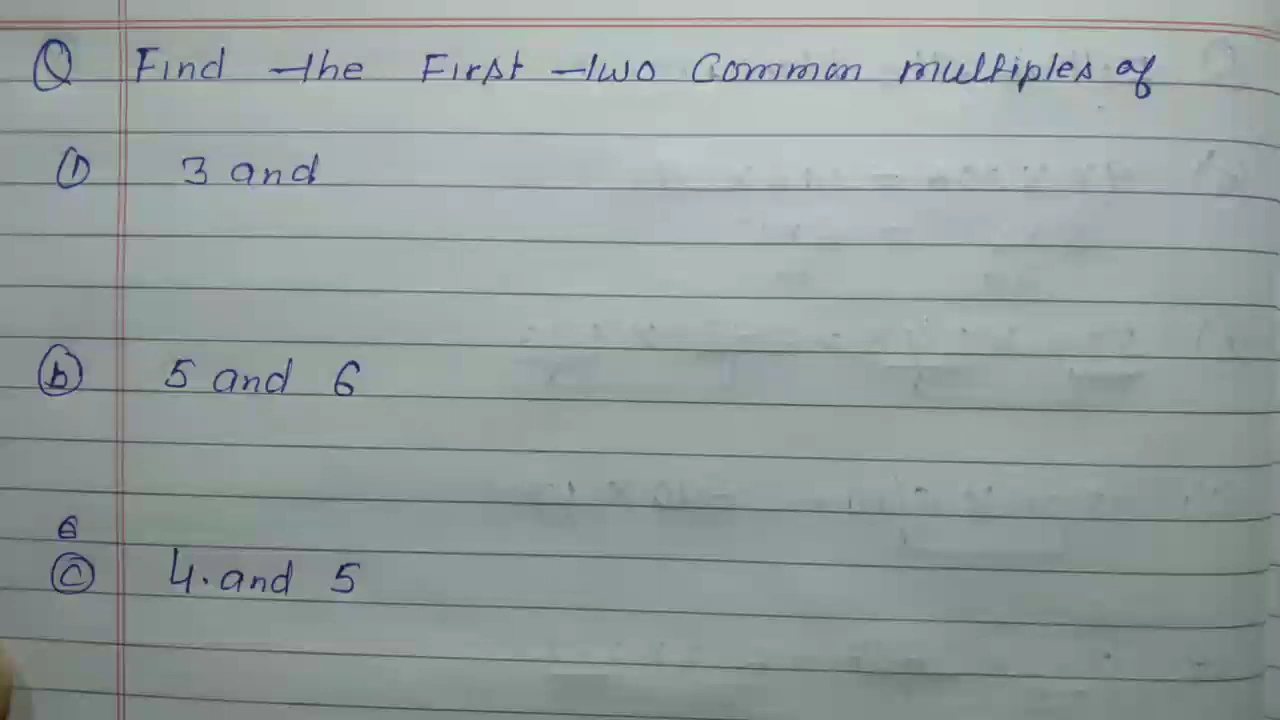 Q Find the First two Common multiples of
① 3 and
ⓑ 5 and 6
6
ⓒ 4. and 5